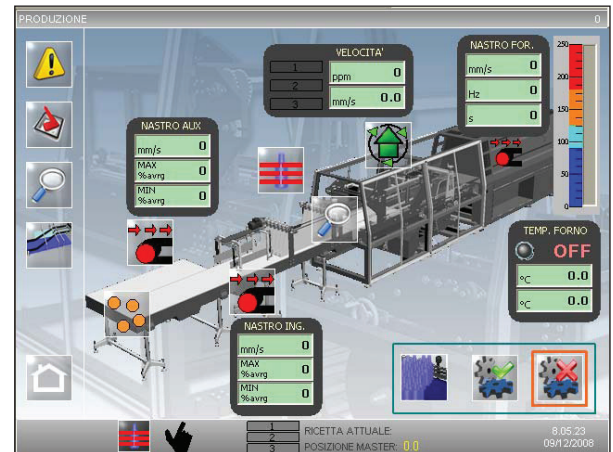 PRODUZIONE 0
VELOCITA'
1
2
3
ppm 0
mm/s 0.0
NASTRO FOR.
mm/s 0
Hz 0
s 0
250
200
150
100
50
0
NASTRO AUX
mm/s 0
MAX %avrg 0
MIN %avrg 0
TEMP. FORNO
OFF
°C 0.0
°C 0.0
NASTRO ING.
mm/s 0
MAX %avrg 0
MIN %avrg 0
1
2
3
RICETTA ATTUALE:
POSIZIONE MASTER: 0.0
8.05.23
09/12/2008